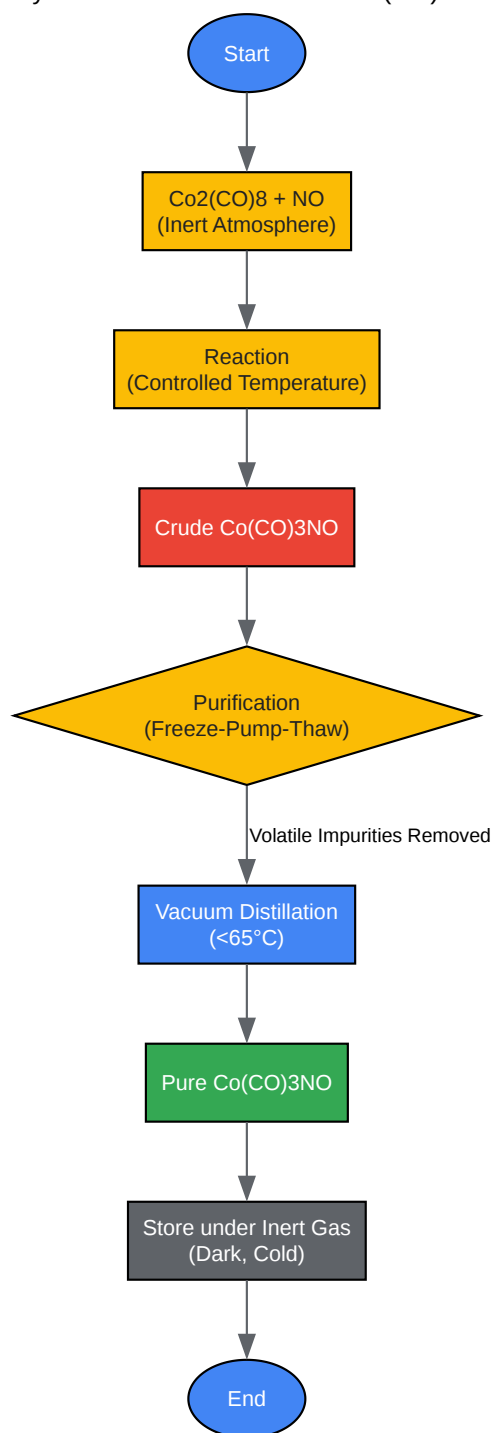 Start
Co2(CO)8 + NO
(Inert Atmosphere)
Reaction
(Controlled Temperature)
Crude Co(CO)3NO
Purification
(Freeze-Pump-Thaw)
Volatile Impurities Removed
Vacuum Distillation
(<65°C)
Pure Co(CO)3NO
Store under Inert Gas
(Dark, Cold)
End